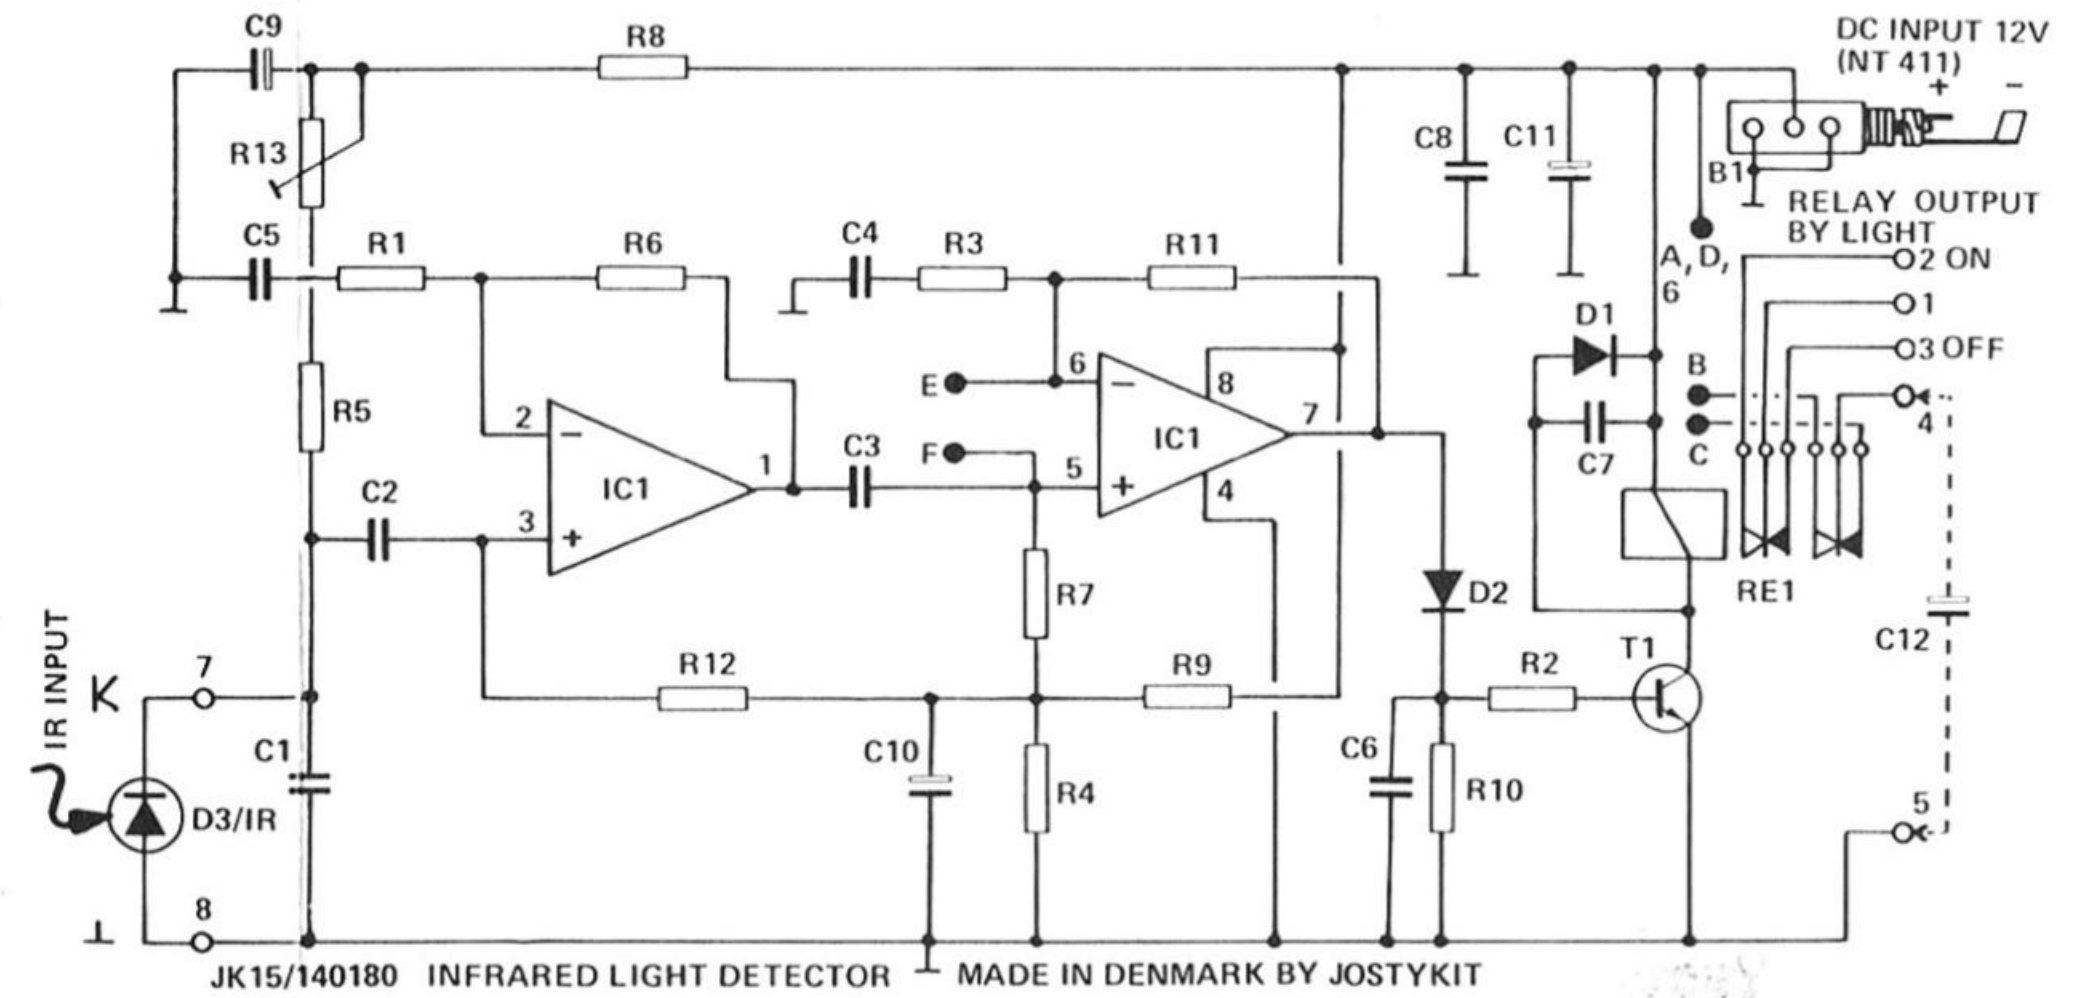 C9
R8
DC INPUT 12V
(NT 411)
+ −
R13
C8
C11
B1
RELAY OUTPUT
BY LIGHT
C5
R1
R6
C4
R3
R11
A, D,
6
2 ON
1
3 OFF
D1
B
C
4
C7
E
6
−
8
7
IC1
F
5
+
4
R5
2
−
IC1
1
C3
C2
3
+
R7
D2
RE1
C12
IR INPUT
K
7
R12
R9
R2
T1
C1
C10
R4
C6
R10
5
D3/IR
8
⊥
JK15/140180 INFRARED LIGHT DETECTOR MADE IN DENMARK BY JOSTYKIT